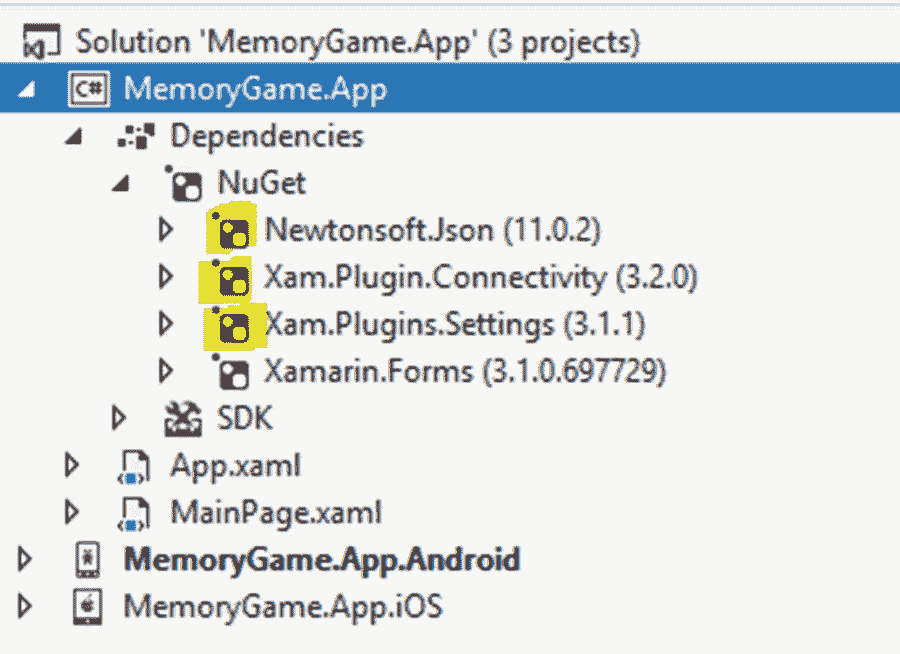 Solution 'MemoryGame.App' (3 projects)
C# MemoryGame.App
Dependencies
NuGet
Newtonsoft.Json (11.0.2)
Xam.Plugin.Connectivity (3.2.0)
Xam.Plugins.Settings (3.1.1)
Xamarin.Forms (3.1.0.697729)
SDK
App.xaml
MainPage.xaml
MemoryGame.App.Android
MemoryGame.App.iOS